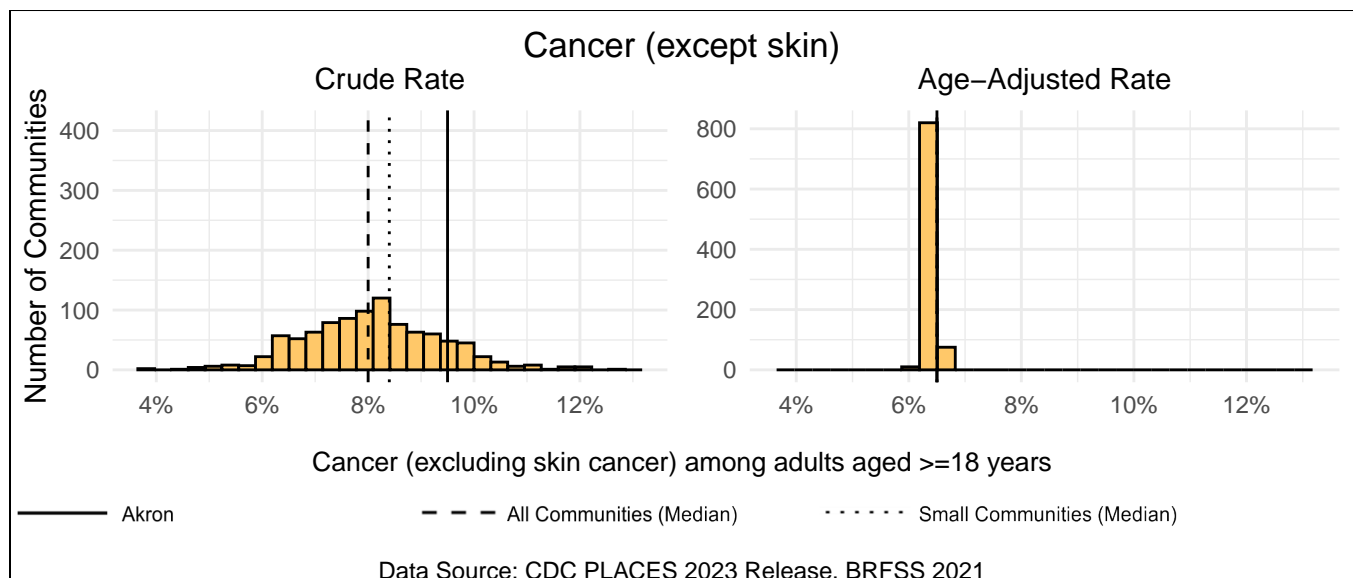 Cancer (except skin)
Crude Rate
Age−Adjusted Rate
Number of Communities
400
300
200
100
0
4%
6%
8%
10%
12%
800
600
400
200
0
4%
6%
8%
10%
12%
Cancer (excluding skin cancer) among adults aged >=18 years
Akron
All Communities (Median)
Small Communities (Median)
Data Source: CDC PLACES 2023 Release, BRFSS 2021